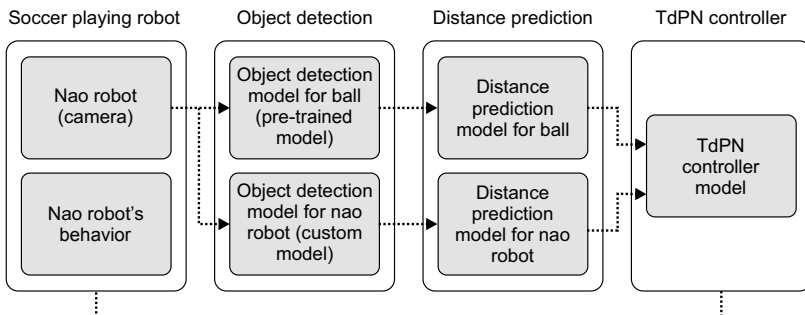 Soccer playing robot
Object detection
Distance prediction
TdPN controller
Nao robot
(camera)
Nao robot's
behavior
Object detection
model for ball
(pre-trained
model)
Object detection
model for nao
robot (custom
model)
Distance
prediction
model for ball
Distance
prediction
model for nao
robot
TdPN
controller
model